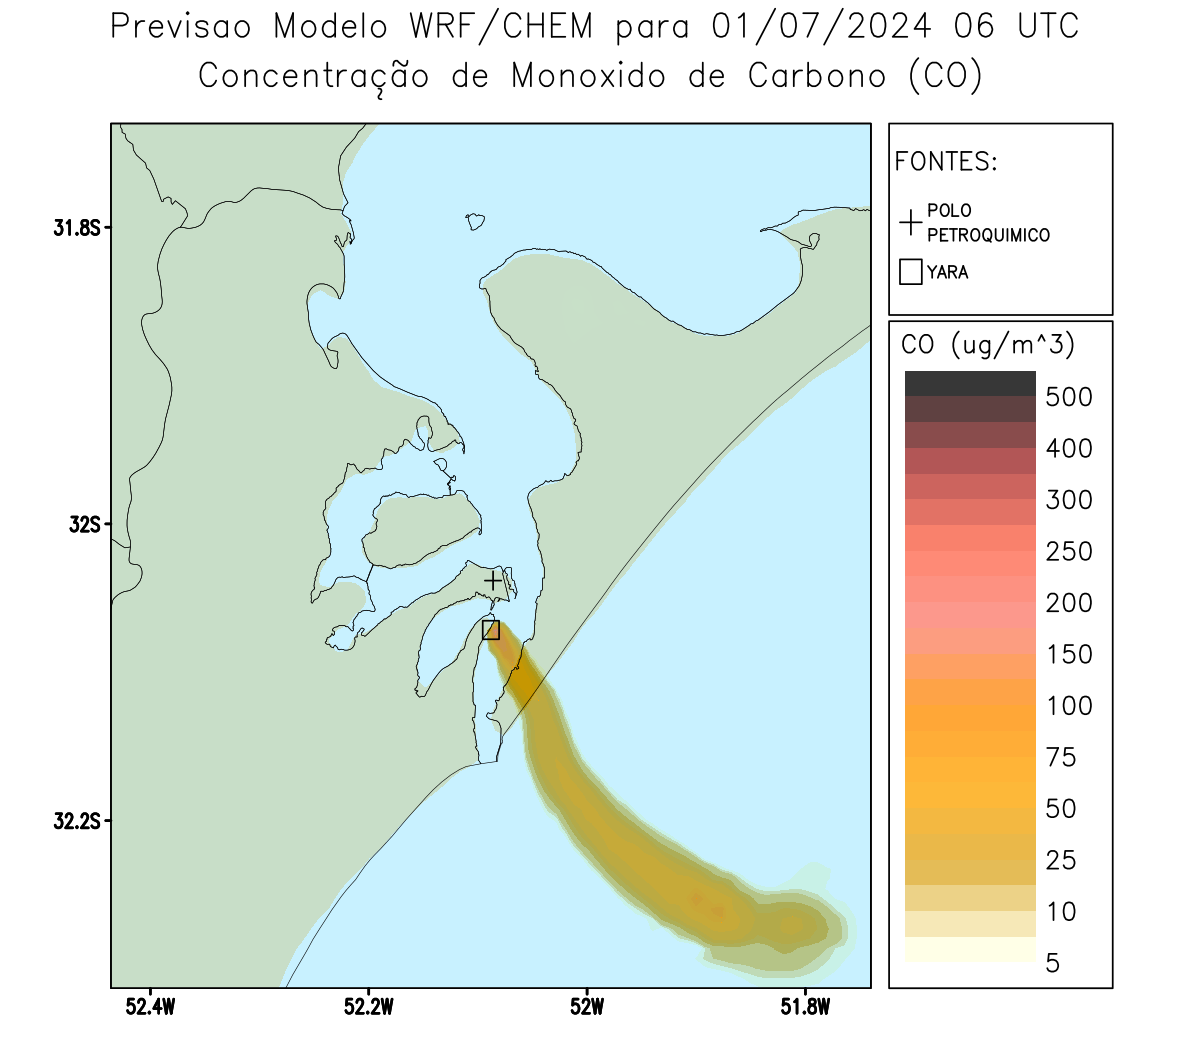 Previsao Modelo WRF/CHEM para 01/07/2024 06 UTC
Concentração de Monoxido de Carbono (CO)
FONTES:
POLO
PETROQUIMICO
YARA
CO (ug/m^3)
500
400
300
250
200
150
100
75
50
25
10
5
31.8S
32S
32.2S
52.4W
52.2W
52W
51.8W